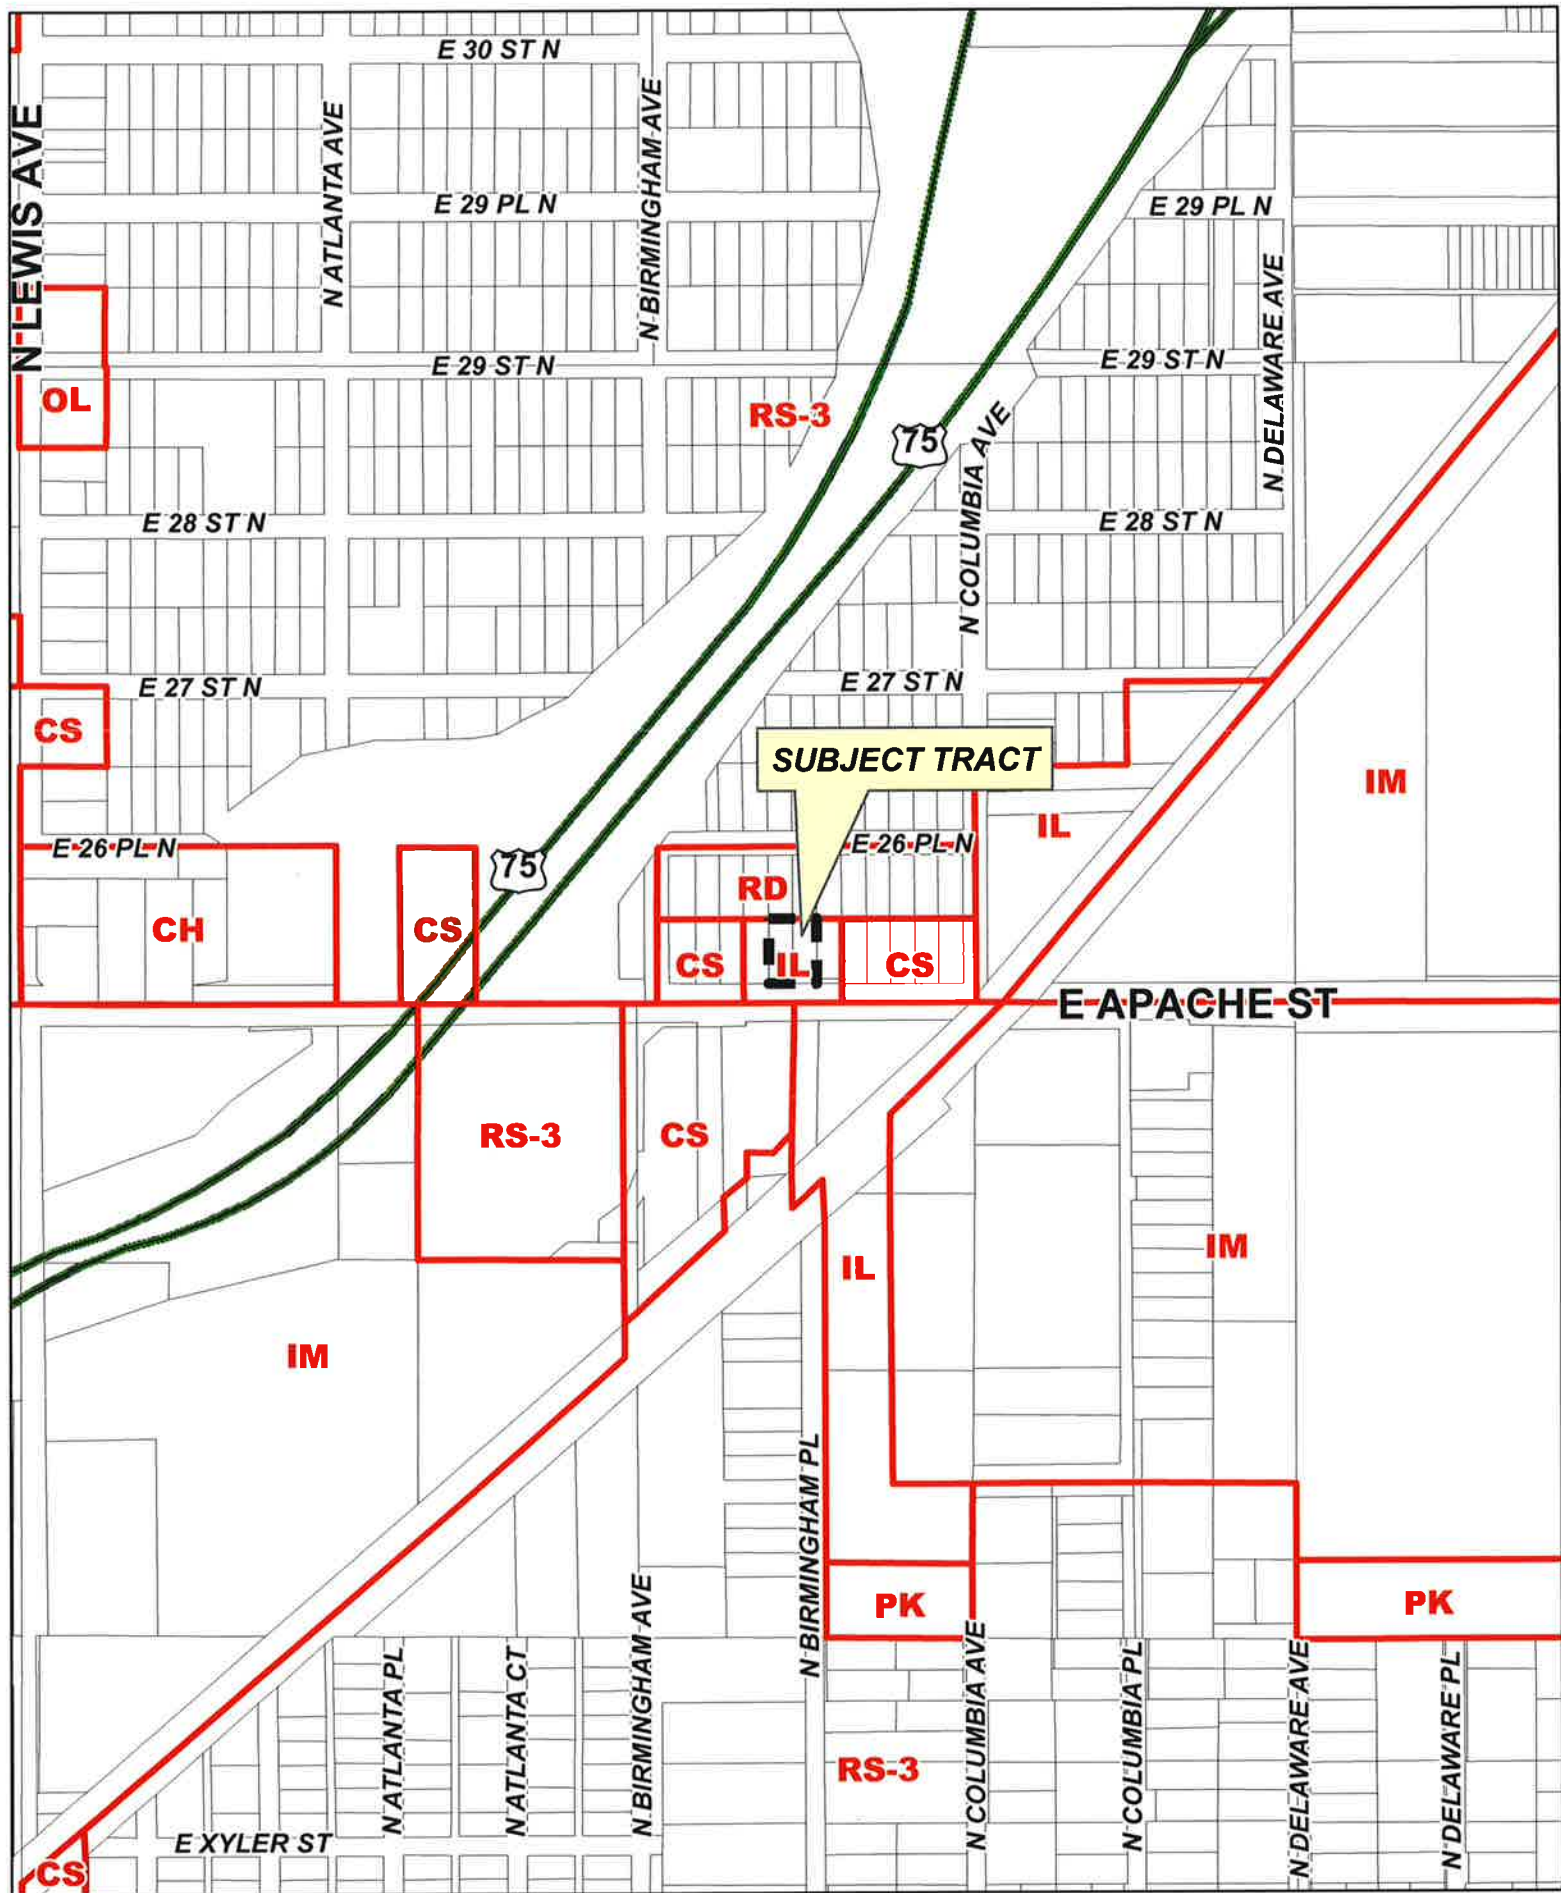 E 30 ST N
N LEWIS AVE
N ATLANTA AVE
N BIRMINGHAM AVE
E 29 PL N
E 29 PL N
N DELAWARE AVE
E 29 ST N
E 29 ST N
OL
RS-3
75
N COLUMBIA AVE
E 28 ST N
E 28 ST N
E 27 ST N
E 27 ST N
CS
SUBJECT TRACT
IM
IL
E 26 PL N
E 26 PL N
75
RD
CH
CS
CS
IL
CS
E APACHE ST
RS-3
CS
IM
IL
IM
N BIRMINGHAM PL
PK
PK
N ATLANTA PL
N ATLANTA CT
N BIRMINGHAM AVE
N COLUMBIA AVE
N COLUMBIA PL
N DELAWARE AVE
N DELAWARE PL
RS-3
E XYLER ST
CS